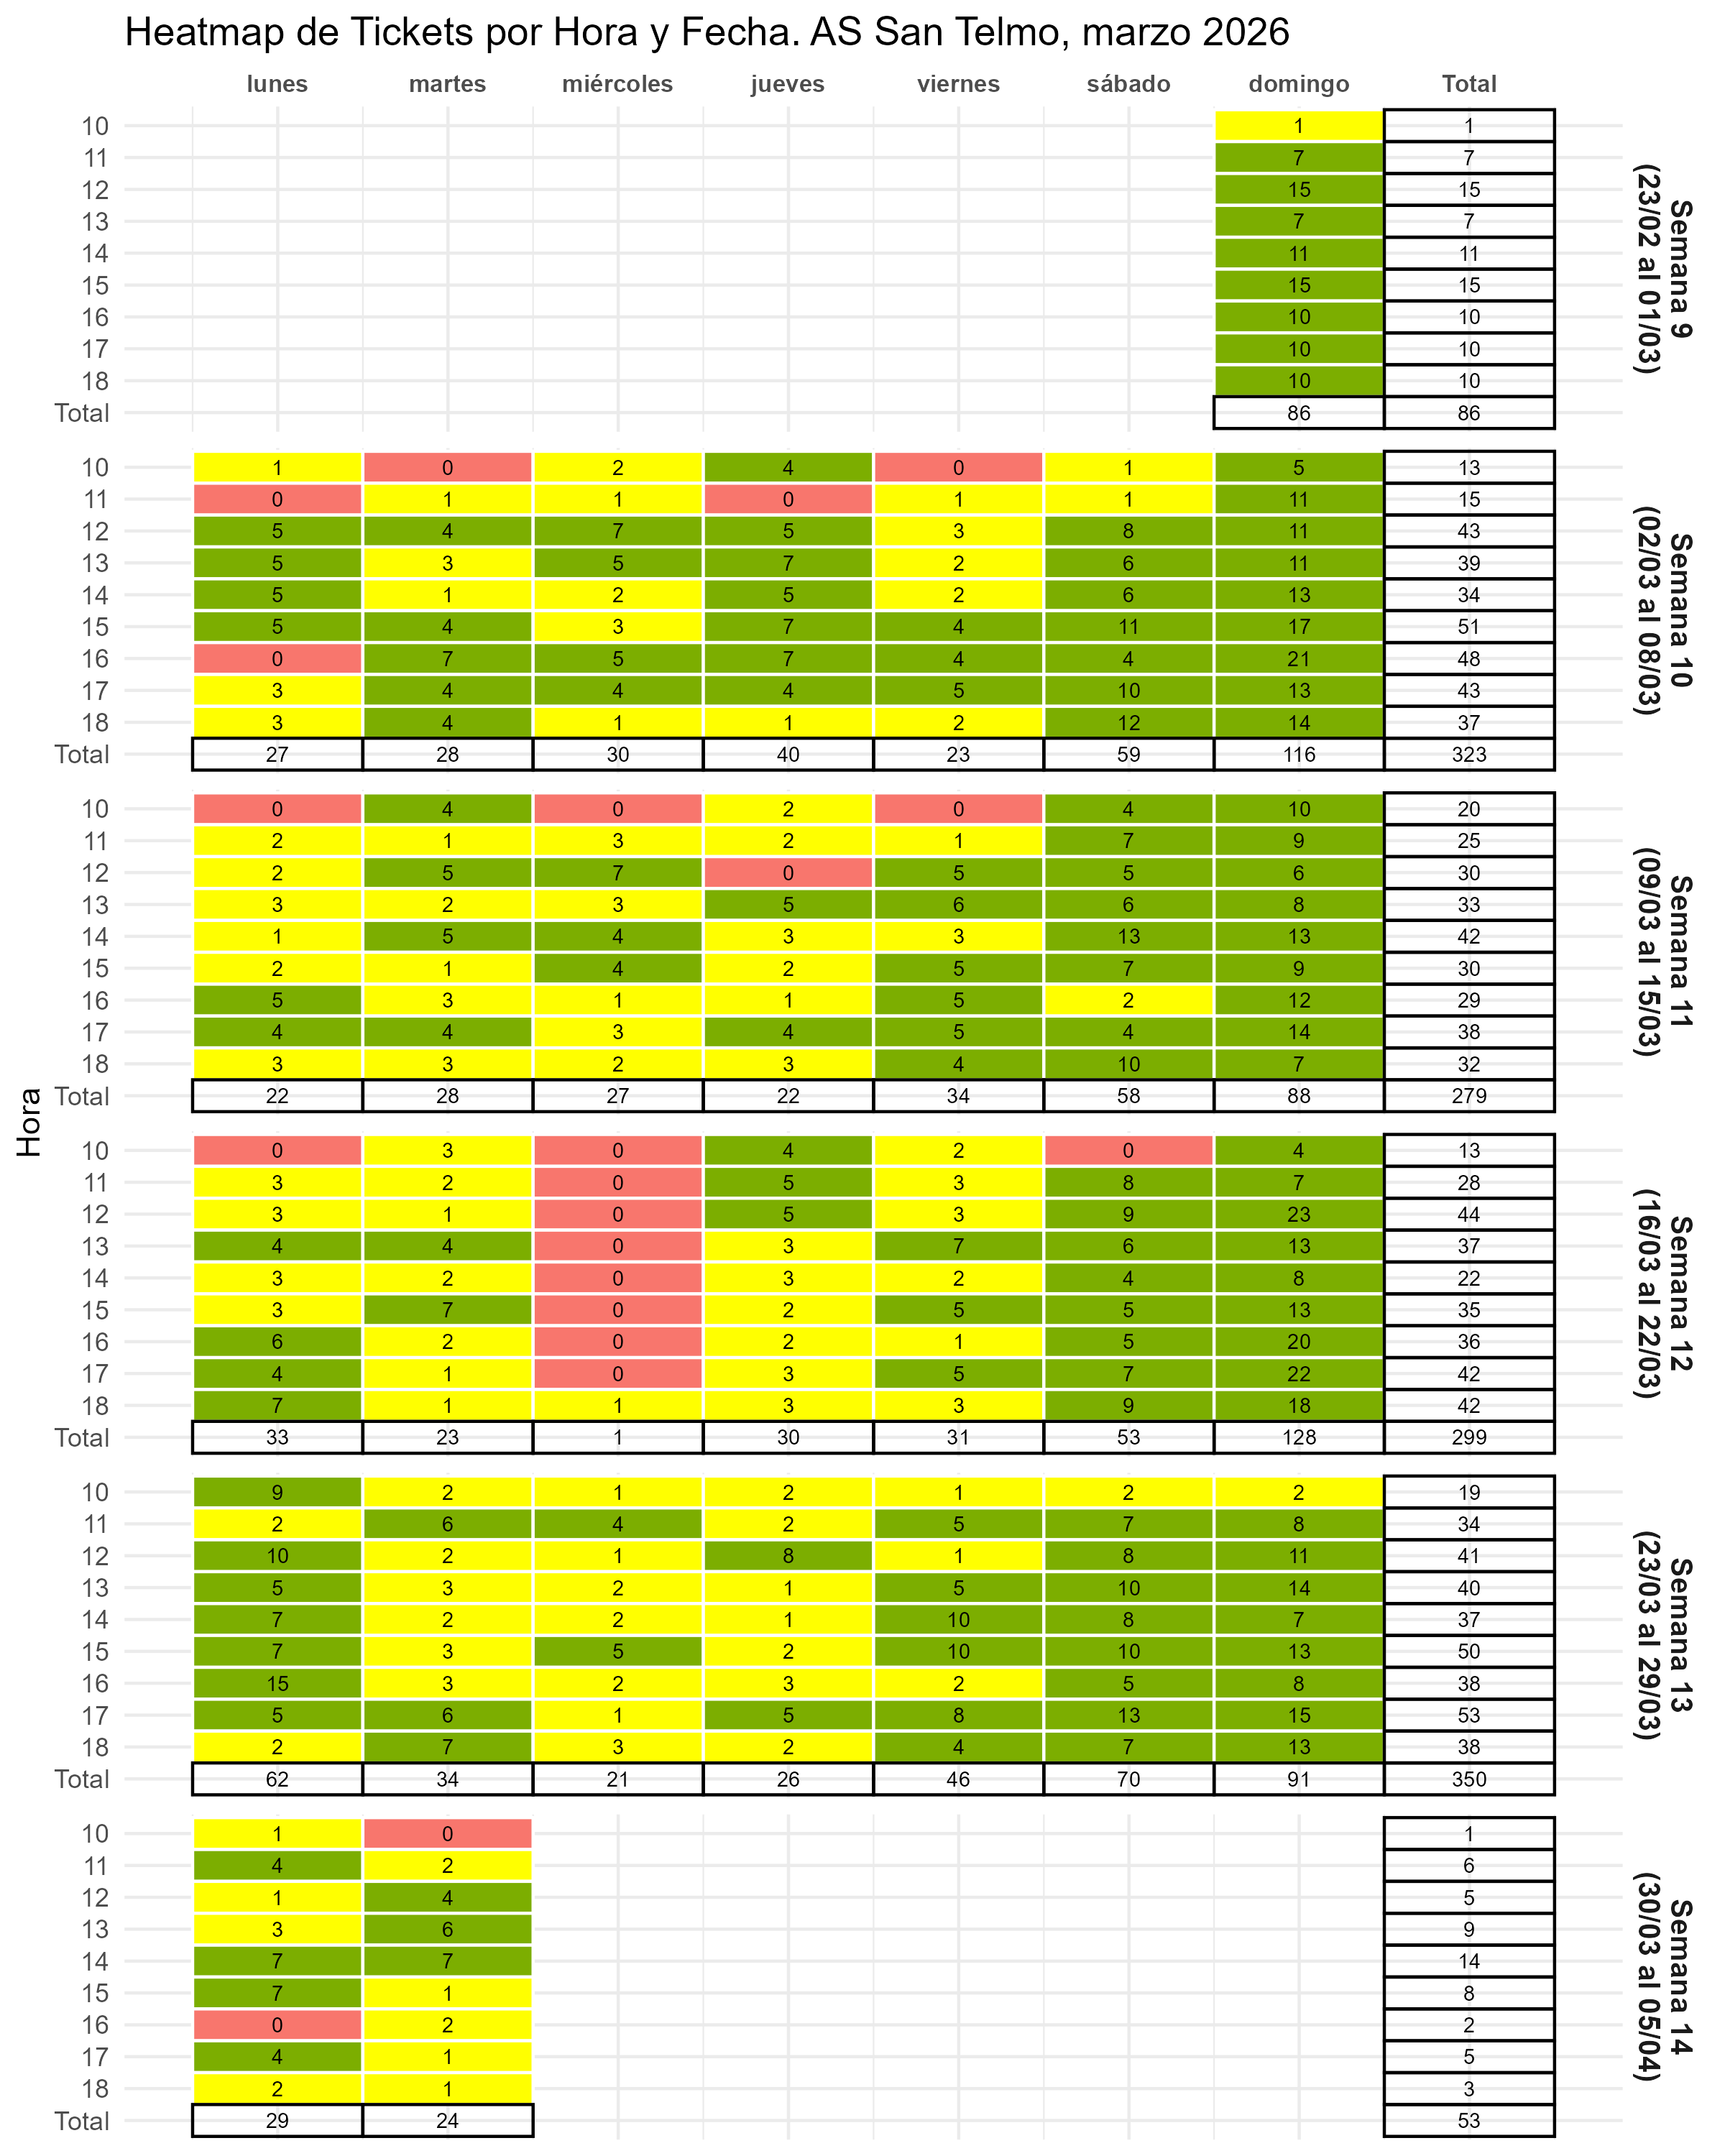 Heatmap de Tickets por Hora y Fecha. AS San Telmo, marzo 2026
lunes martes miércoles jueves viernes sábado domingo Total
10 1 1
11 7 7
12 15 15
13 7 7
14 11 11
15 15 15
16 10 10
17 10 10
18 10 10
Total 86 86
Semana 9
(23/02 al 01/03)
10 1 0 2 4 0 1 5 13
11 0 1 1 0 1 1 11 15
12 5 4 7 5 3 8 11 43
13 5 3 5 7 2 6 11 39
14 5 1 2 5 2 6 13 34
15 5 4 3 7 4 11 17 51
16 0 7 5 7 4 4 21 48
17 3 4 4 4 5 10 13 43
18 3 4 1 1 2 12 14 37
Total 27 28 30 40 23 59 116 323
Semana 10
(02/03 al 08/03)
10 0 4 0 2 0 4 10 20
11 2 1 3 2 1 7 9 25
12 2 5 7 0 5 5 6 30
13 3 2 3 5 6 6 8 33
14 1 5 4 3 3 13 13 42
15 2 1 4 2 5 7 9 30
16 5 3 1 1 5 2 12 29
17 4 4 3 4 5 4 14 38
18 3 3 2 3 4 10 7 32
Total 22 28 27 22 34 58 88 279
Semana 11
(09/03 al 15/03)
Hora
10 0 3 0 4 2 0 4 13
11 3 2 0 5 3 8 7 28
12 3 1 0 5 3 9 23 44
13 4 4 0 3 7 6 13 37
14 3 2 0 3 2 4 8 22
15 3 7 0 2 5 5 13 35
16 6 2 0 2 1 5 20 36
17 4 1 0 3 5 7 22 42
18 7 1 1 3 3 9 18 42
Total 33 23 1 30 31 53 128 299
Semana 12
(16/03 al 22/03)
10 9 2 1 2 1 2 2 19
11 2 6 4 2 5 7 8 34
12 10 2 1 8 1 8 11 41
13 5 3 2 1 5 10 14 40
14 7 2 2 1 10 8 7 37
15 7 3 5 2 10 10 13 50
16 15 3 2 3 2 5 8 38
17 5 6 1 5 8 13 15 53
18 2 7 3 2 4 7 13 38
Total 62 34 21 26 46 70 91 350
Semana 13
(23/03 al 29/03)
10 1 0 1
11 4 2 6
12 1 4 5
13 3 6 9
14 7 7 14
15 7 1 8
16 0 2 2
17 4 1 5
18 2 1 3
Total 29 24 53
Semana 14
(30/03 al 05/04)